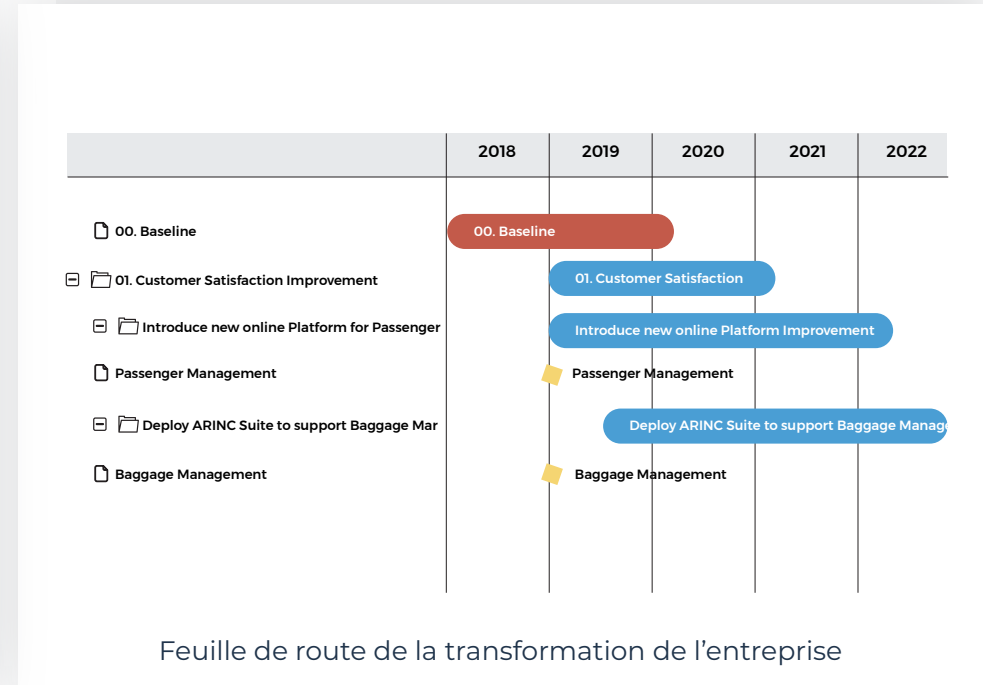 2018 2019 2020 2021 2022
00. Baseline 00. Baseline
01. Customer Satisfaction Improvement 01. Customer Satisfaction
Introduce new online Platform for Passenger Introduce new online Platform Improvement
Passenger Management Passenger Management
Deploy ARINC Suite to support Baggage Mar Deploy ARINC Suite to support Baggage Manage
Baggage Management Baggage Management
Feuille de route de la transformation de l’entreprise